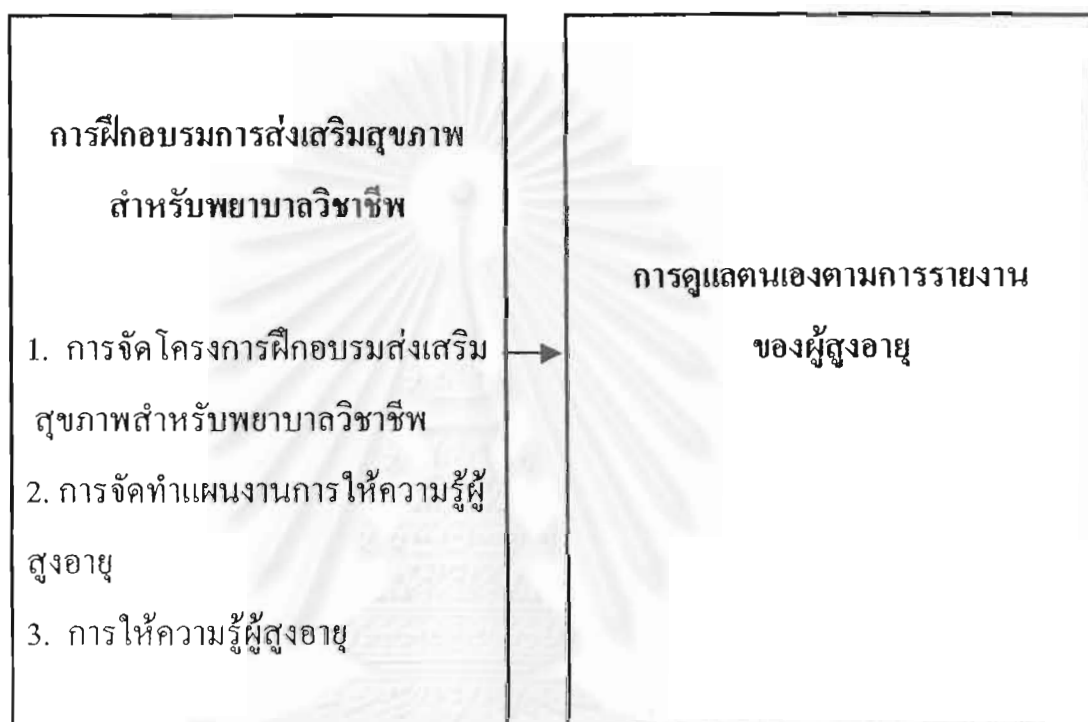 การฝึกอบรมการส่งเสริมสุขภาพ
สำหรับพยาบาลวิชาชีพ
1. การจัดโครงการฝึกอบรมส่งเสริม
สุขภาพสำหรับพยาบาลวิชาชีพ
2. การจัดทำแผนงานการให้ความรู้ผู้
สูงอายุ
3. การให้ความรู้ผู้สูงอายุ
การดูแลตนเองตามการรายงาน
ของผู้สูงอายุ